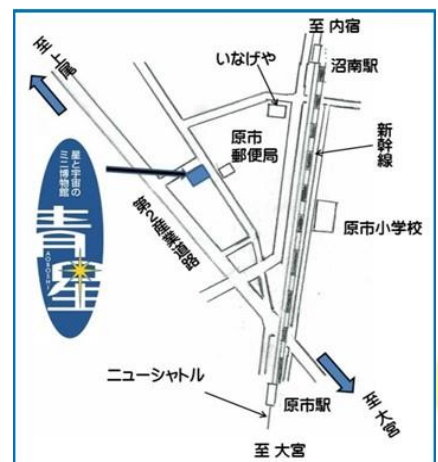 至 内宿
至上尾
いなげや
沼南駅
新幹線
原市
郵便局
星と宇宙の
ミニ博物館
青星
AOBOSHI
第2産業道路
原市小学校
ニューシャトル
原市駅
至大宮
至 大宮